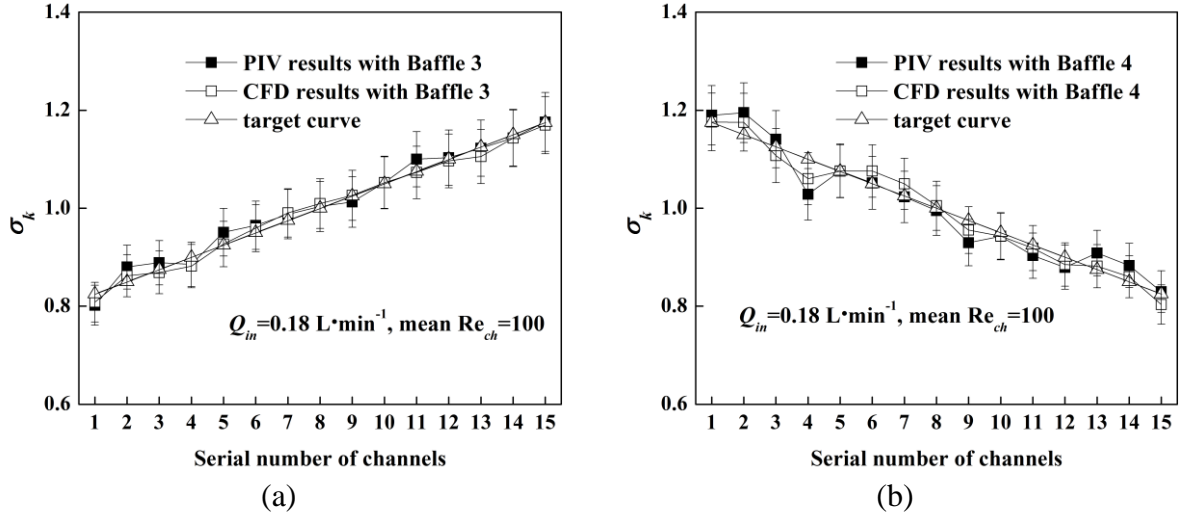 1.4
1.2
1.0
0.8
0.6
σk
PIV results with Baffle 3
CFD results with Baffle 3
target curve
Qin=0.18 L•min-1, mean Rech=100
1 2 3 4 5 6 7 8 9 10 11 12 13 14 15
Serial number of channels
(a)
1.4
1.2
1.0
0.8
0.6
σk
PIV results with Baffle 4
CFD results with Baffle 4
target curve
Qin=0.18 L•min-1, mean Rech=100
1 2 3 4 5 6 7 8 9 10 11 12 13 14 15
Serial number of channels
(b)